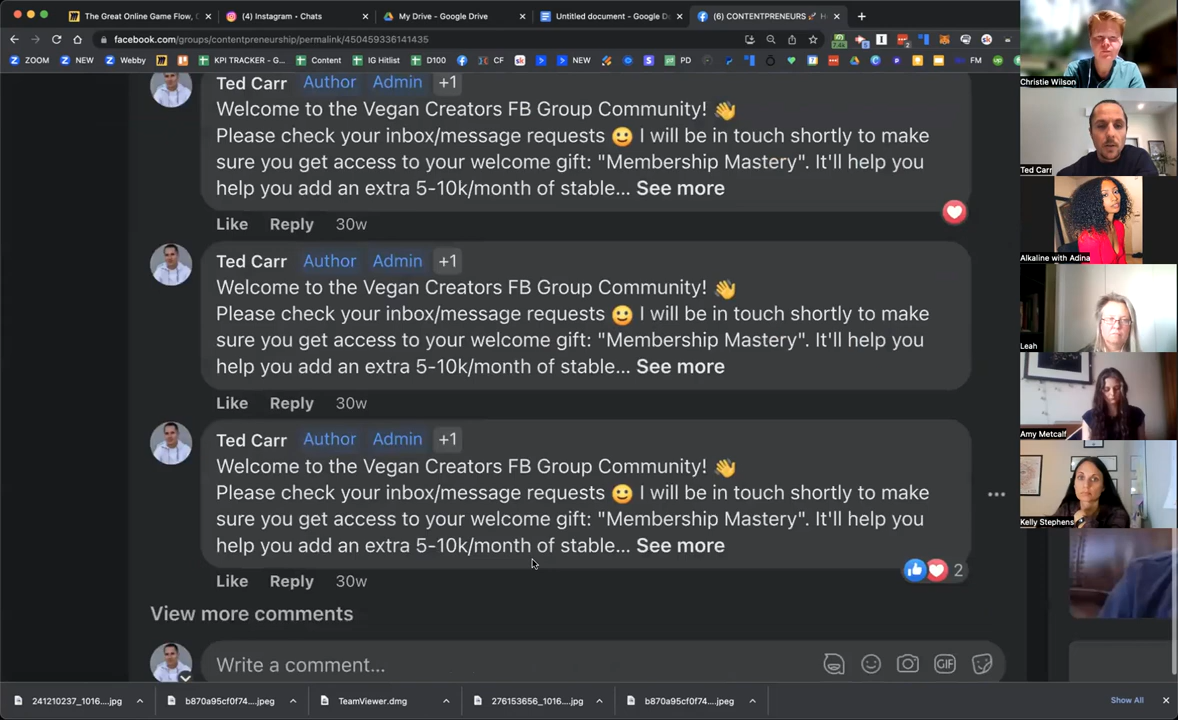 The Great Online Game Flow, C
(4) Instagram • Chats
My Drive - Google Drive
Untitled document - Google D
(6) CONTENTPRENEURS 🚀 H
facebook.com/groups/contentpreneurship/permalink/450459336141435
ZOOM
NEW
Webby
KPI TRACKER - G...
Content
IG Hitlist
D100
CF
NEW
PD
FM
Ted Carr Author Admin +1
Welcome to the Vegan Creators FB Group Community! 👋
Please check your inbox/message requests 😀 I will be in touch shortly to make
sure you get access to your welcome gift: "Membership Mastery". It'll help you
help you add an extra 5-10k/month of stable... See more
Like Reply 30w
Ted Carr Author Admin +1
Welcome to the Vegan Creators FB Group Community! 👋
Please check your inbox/message requests 😀 I will be in touch shortly to make
sure you get access to your welcome gift: "Membership Mastery". It'll help you
help you add an extra 5-10k/month of stable... See more
Like Reply 30w
Ted Carr Author Admin +1
Welcome to the Vegan Creators FB Group Community! 👋
Please check your inbox/message requests 😀 I will be in touch shortly to make
sure you get access to your welcome gift: "Membership Mastery". It'll help you
help you add an extra 5-10k/month of stable... See more
2
Like Reply 30w
View more comments
Write a comment...
GIF
241210237_1016....jpg
b870a95cf0f74....jpeg
TeamViewer.dmg
276153656_1016....jpg
b870a95cf0f74....jpeg
Show All
Christie Wilson
Ted Carr
Alkaline with Adina
Leah
Amy Metcalf
Kelly Stephens